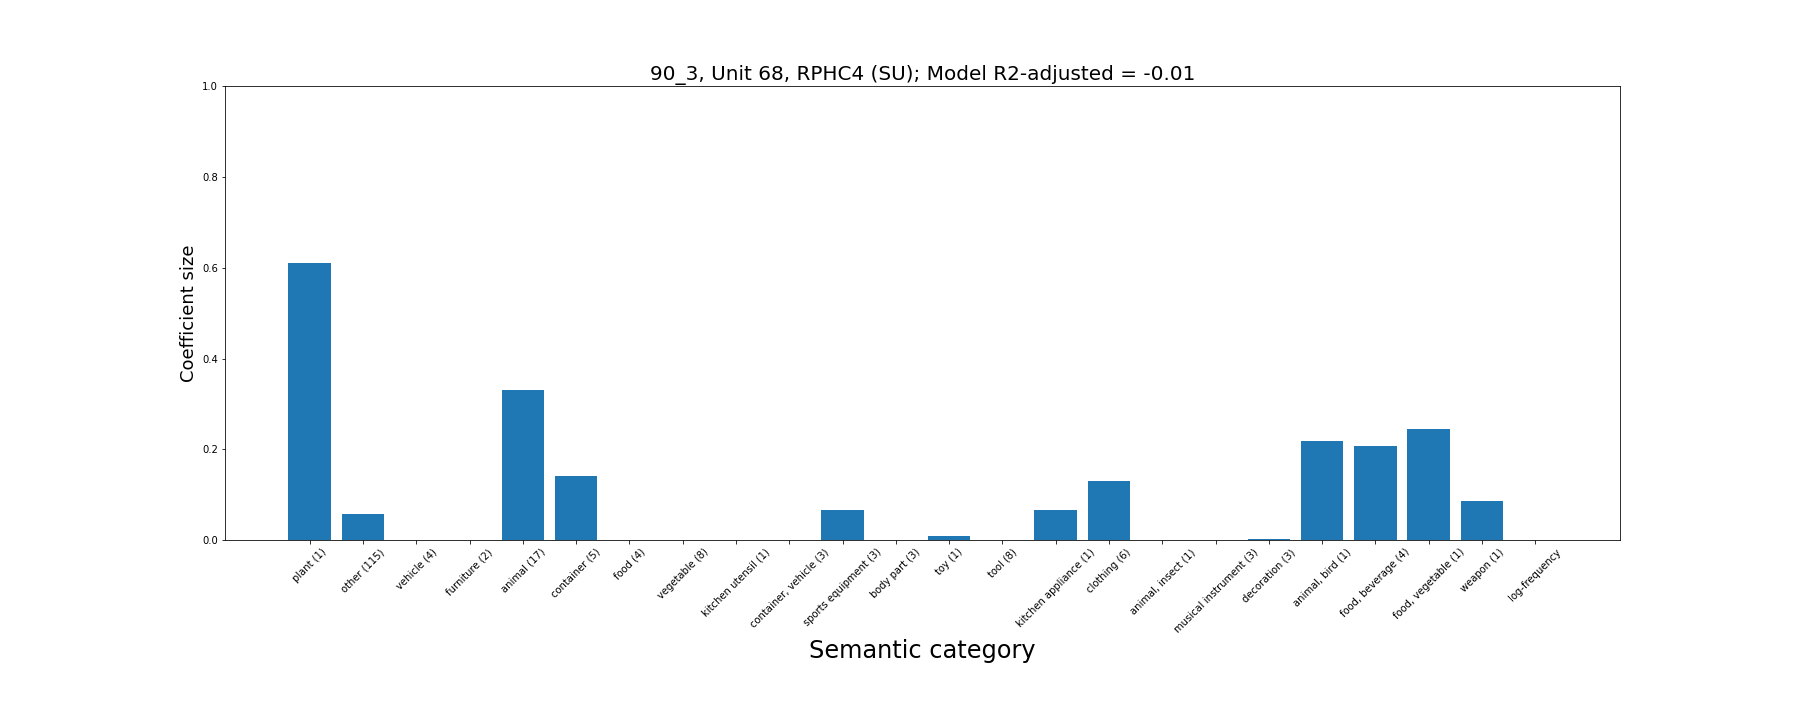 90_3, Unit 68, RPHC4 (SU); Model R2-adjusted = -0.01
1.0
0.8
0.6
0.4
0.2
0.0
Coefficient size
plant (1)
other (115)
vehicle (4)
furniture (2)
animal (17)
container (5)
food (4)
vegetable (8)
kitchen utensil (1)
container, vehicle (3)
sports equipment (3)
body part (3)
toy (1)
tool (8)
kitchen appliance (1)
clothing (6)
animal, insect (1)
musical instrument (3)
decoration (3)
animal, bird (1)
food, beverage (4)
food, vegetable (1)
weapon (1)
log-frequency
Semantic category